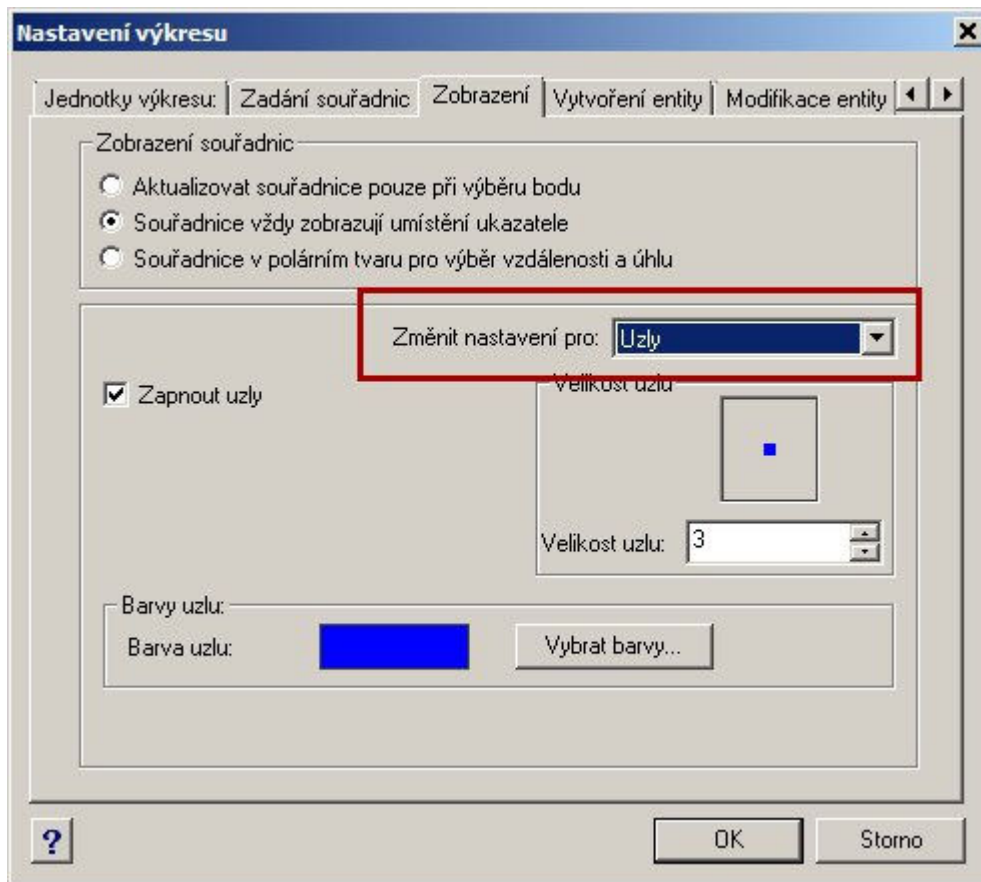 Nastavení výkresu
Jednotky výkresu: Zadání souřadnic Zobrazení Vytvoření entity Modifikace entity
Zobrazení souřadnic
Aktualizovat souřadnice pouze při výběru bodu
Souřadnice vždy zobrazují umístění ukazatele
Souřadnice v polárním tvaru pro výběr vzdálenosti a úhlu
Změnit nastavení pro: Uzly
Zapnout uzly
Velikost uzlu
Velikost uzlu: 3
Barvy uzlu:
Barva uzlu: Vybrat barvy...
? OK Storno